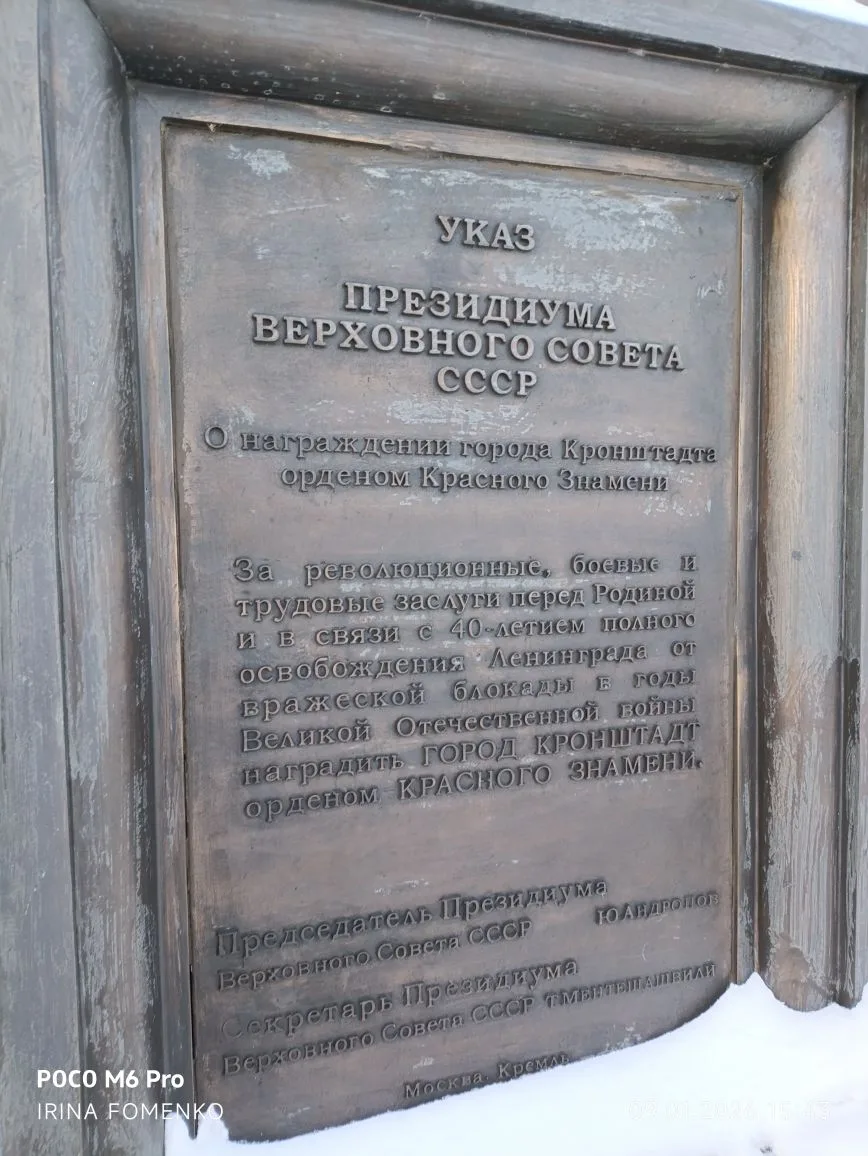 УКАЗ
ПРЕЗИДИУМА
ВЕРХОВНОГО СОВЕТА
СССР
О награждении города Кронштадта
орденом Красного Знамени
За революционные, боевые и
трудовые заслуги перед Родиной
и в связи с 40-летием полного
освобождения Ленинграда от
вражеской блокады в годы
Великой Отечественной войны
наградить ГОРОД КРОНШТАДТ
орденом КРАСНОГО ЗНАМЕНИ.
Председатель Президиума
Верховного Совета СССР Ю.АНДРОПОВ
Секретарь Президиума
Верховного Совета СССР Т.МЕНТЕШАШВИЛИ
Москва. Кремль.
POCO M6 Pro
IRINA FOMENKO